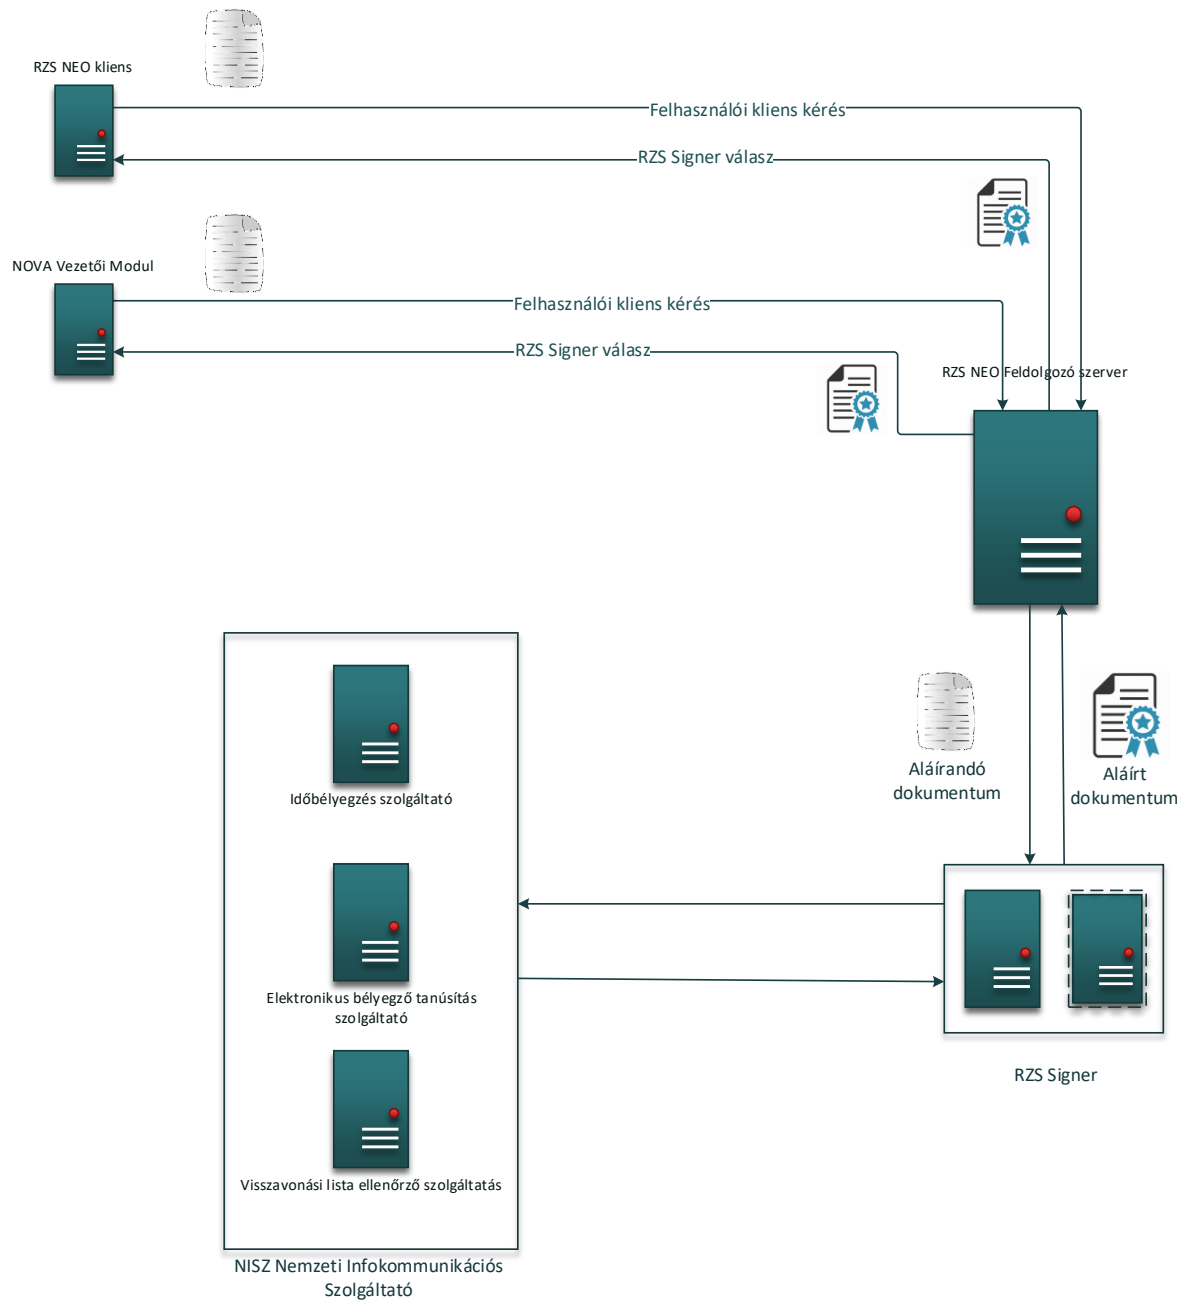 RZS NEO kliens
Felhasználói kliens kérés
RZS Signer válasz
NOVA Vezetői Modul
Felhasználói kliens kérés
RZS Signer válasz
RZS NEO Feldolgozó szerver
Időbélyegzés szolgáltató
Aláírandó
dokumentum
Aláírt
dokumentum
Elektronikus bélyegző tanúsítás
szolgáltató
RZS Signer
Visszavonási lista ellenőrző szolgáltatás
NISZ Nemzeti Infokommunikációs
Szolgáltató